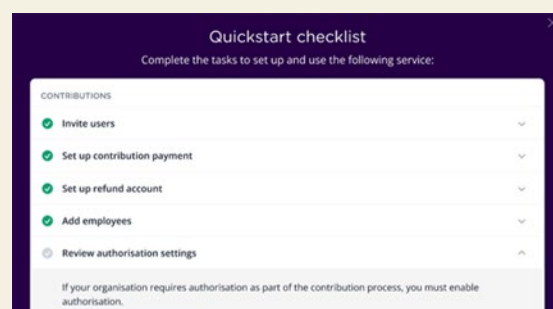 Quickstart checklist
Complete the tasks to set up and use the following service:
CONTRIBUTIONS
Invite users
Set up contribution payment
Set up refund account
Add employees
Review authorisation settings
If your organisation requires authorisation as part of the contribution process, you must enable
authorisation.